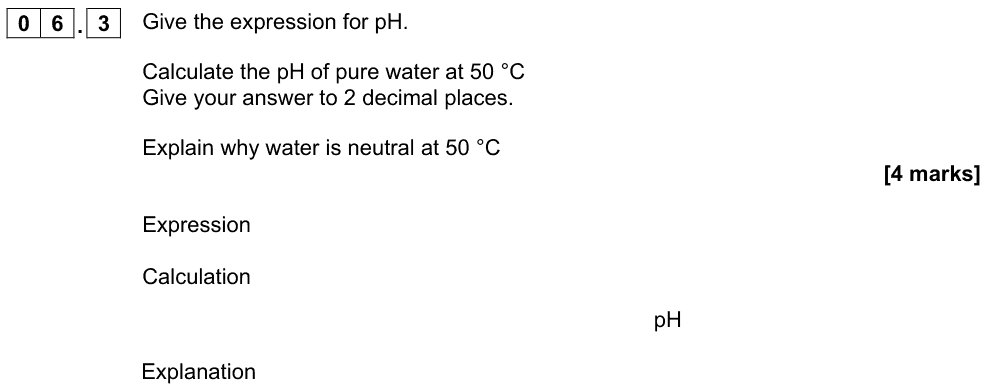 0 6 . 3 Give the expression for pH.
Calculate the pH of pure water at 50 °C
Give your answer to 2 decimal places.
Explain why water is neutral at 50 °C
[4 marks]
Expression
Calculation
pH
Explanation